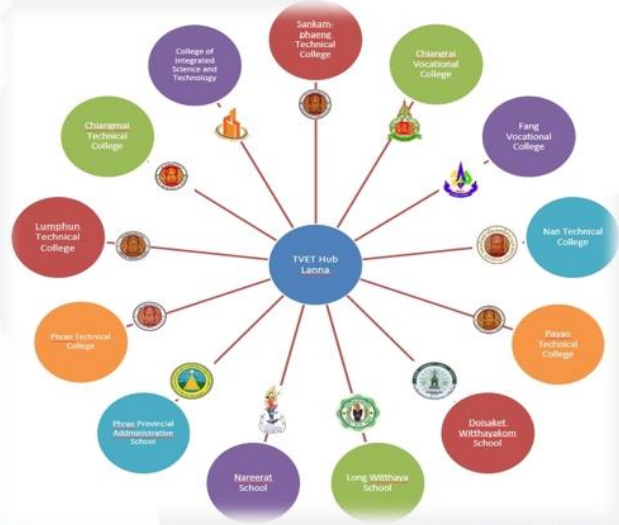 Sankam-
phaeng
Technical
College
Chiangrai
Vocational
College
Fang
Vocational
College
Nan Technical
College
Payao
Technical
College
Doisaket
Witthayakom
School
Long Witthaya
School
Nareerat
School
Phrae Provincial
Addministrative
School
Phrae Technical
College
Lumphun
Technical
College
Chiangmai
Technical
College
College of
Integrated
Science and
Technology
TVET Hub
Lanna